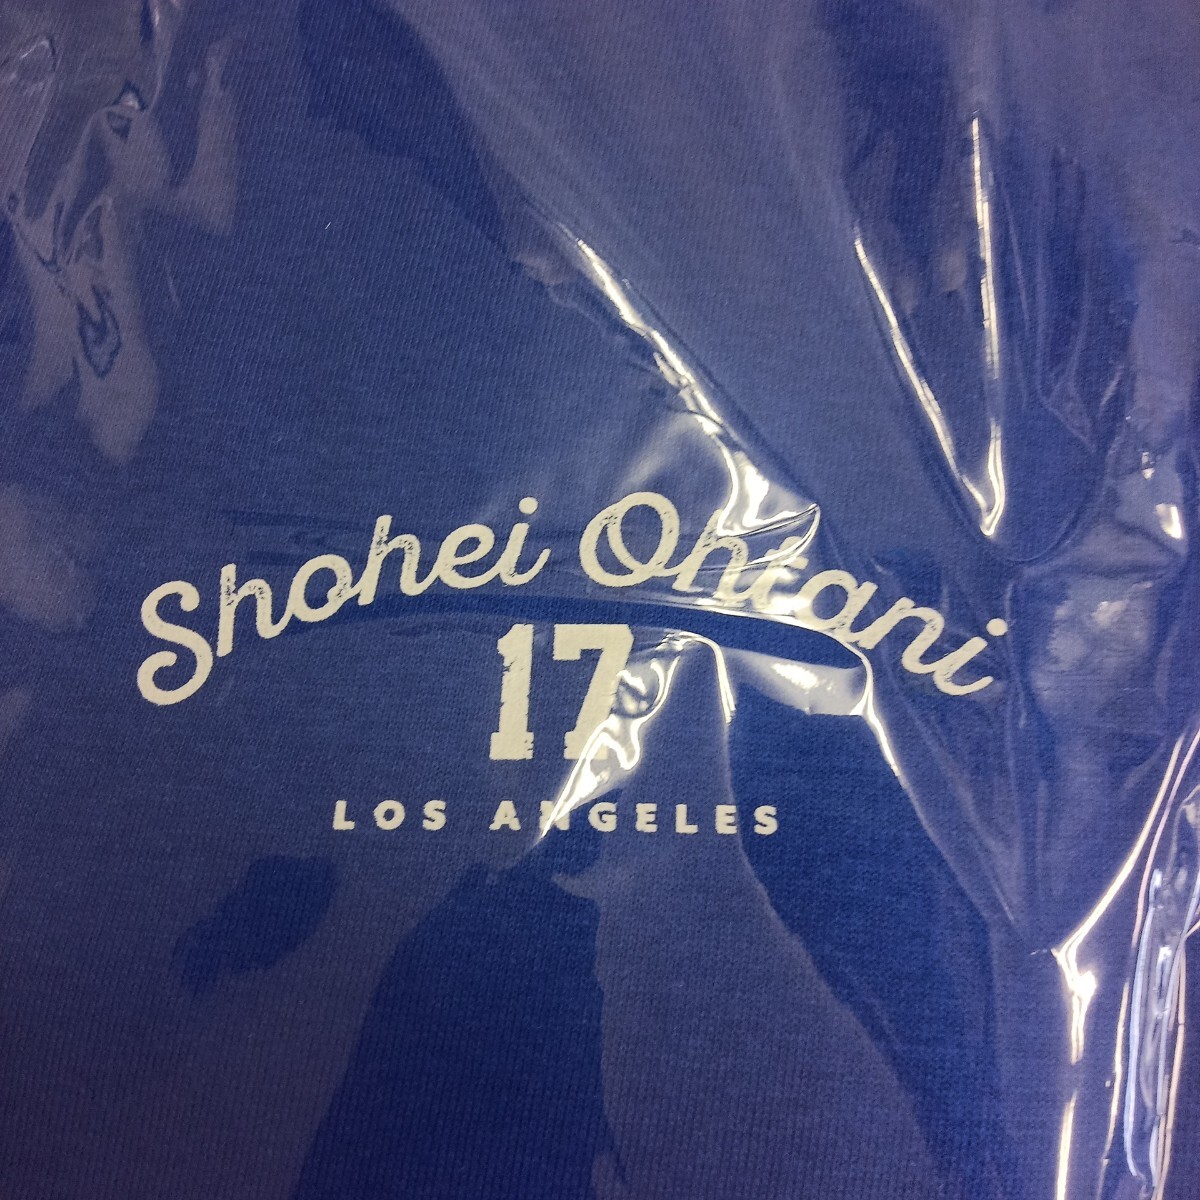 Shohei Ohtani
17
LOS ANGELES